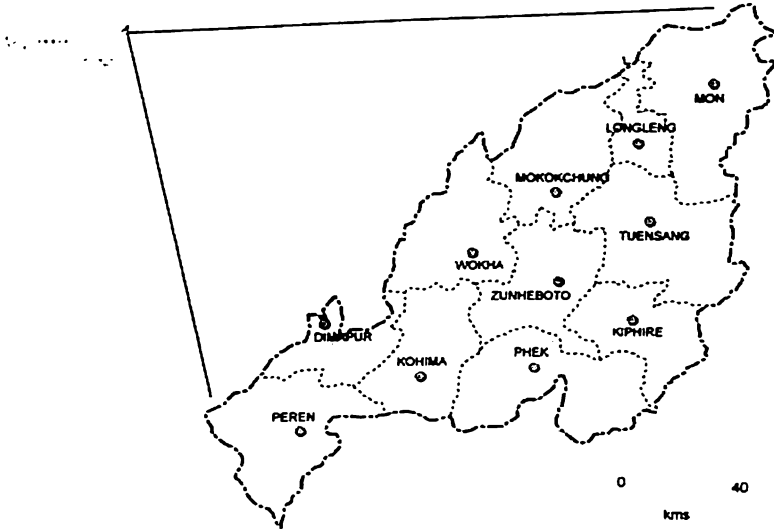 MON
LONGLENG
MOKOKCHUNG
TUENSANG
WOKHA
ZUNHEBOTO
KIPHIRE
DIMAPUR
KOHIMA
PHEK
PEREN
0 40
kms